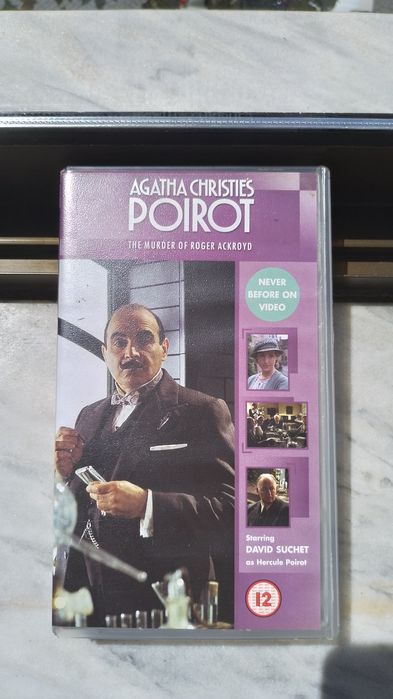 AGATHA CHRISTIE'S
POIROT
THE MURDER OF ROGER ACKROYD
NEVER
BEFORE ON
VIDEO
Starring
DAVID SUCHET
as Hercule Poirot
12